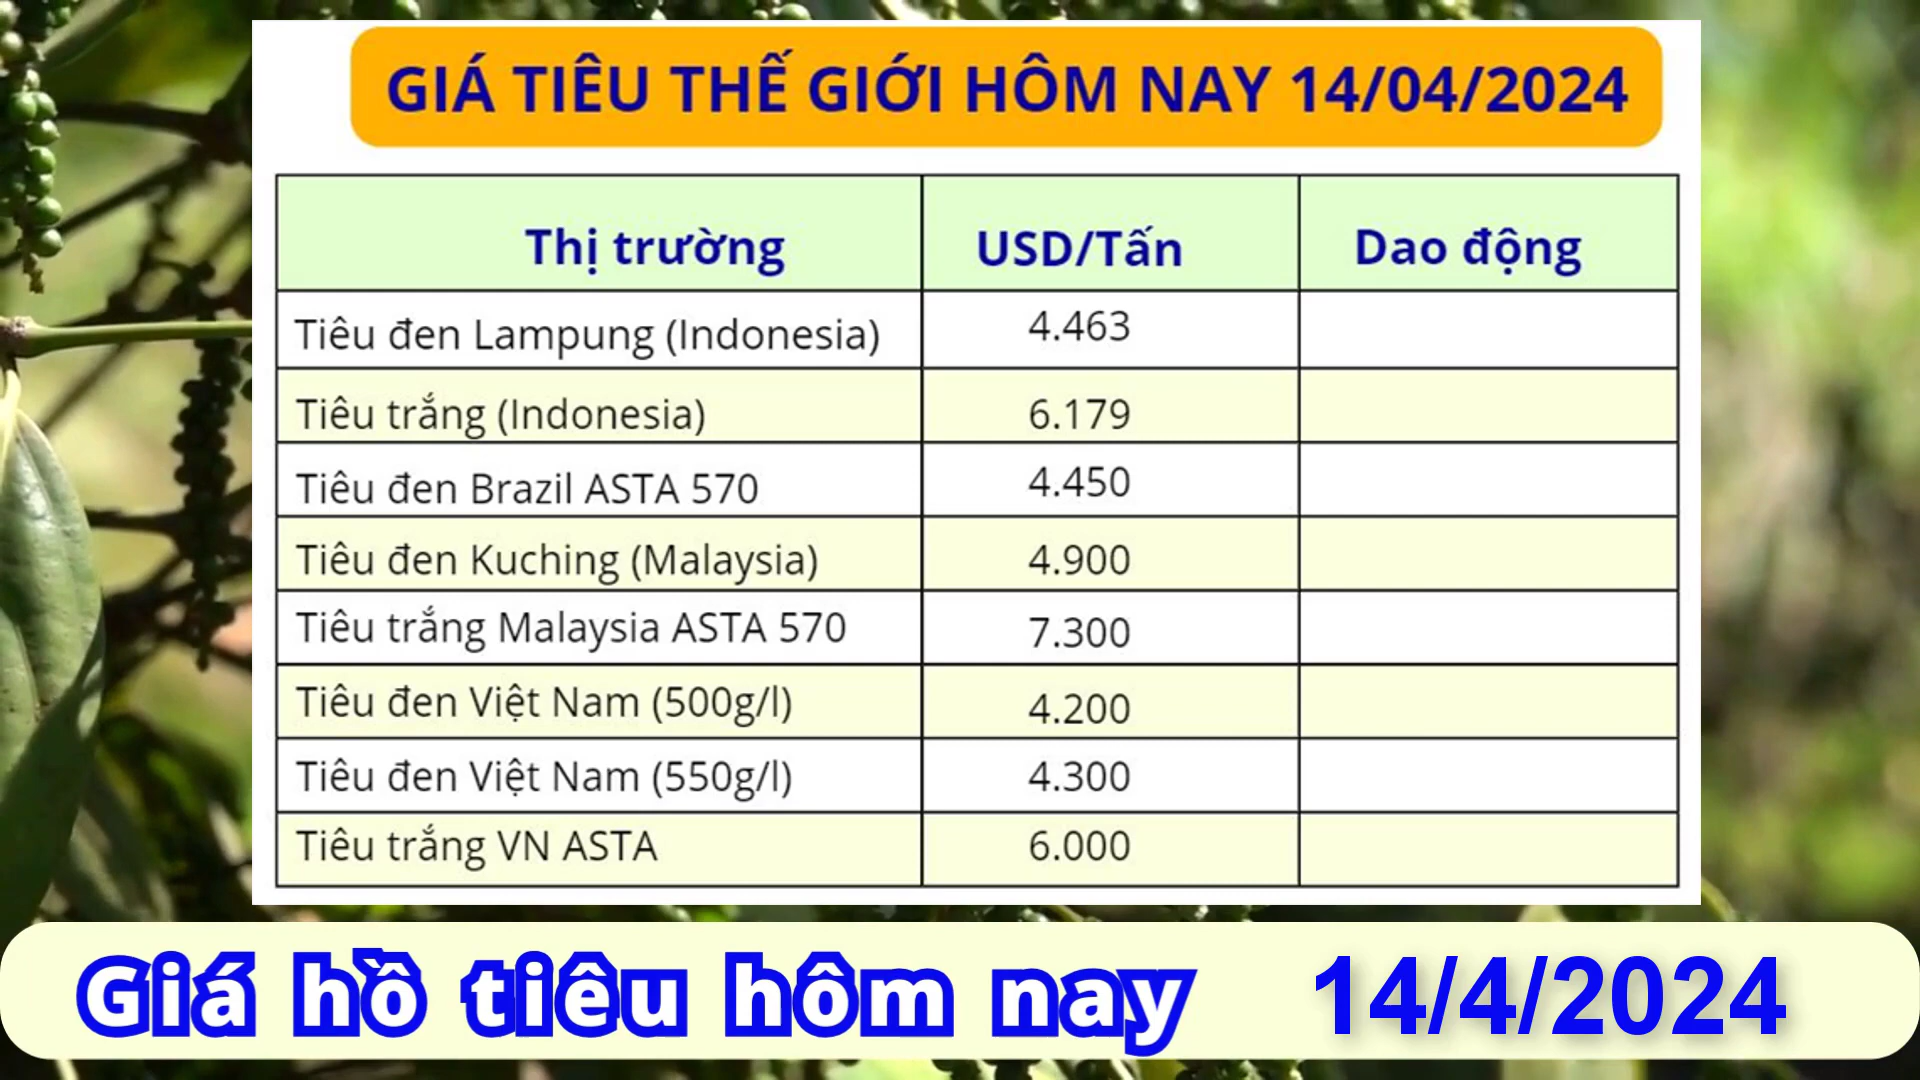 GIÁ TIÊU THẾ GIỚI HÔM NAY 14/04/2024
Thị trường USD/Tấn Dao động
Tiêu đen Lampung (Indonesia) 4.463
Tiêu trắng (Indonesia) 6.179
Tiêu đen Brazil ASTA 570 4.450
Tiêu đen Kuching (Malaysia) 4.900
Tiêu trắng Malaysia ASTA 570 7.300
Tiêu đen Việt Nam (500g/l) 4.200
Tiêu đen Việt Nam (550g/l) 4.300
Tiêu trắng VN ASTA 6.000
Giá hồ tiêu hôm nay 14/4/2024